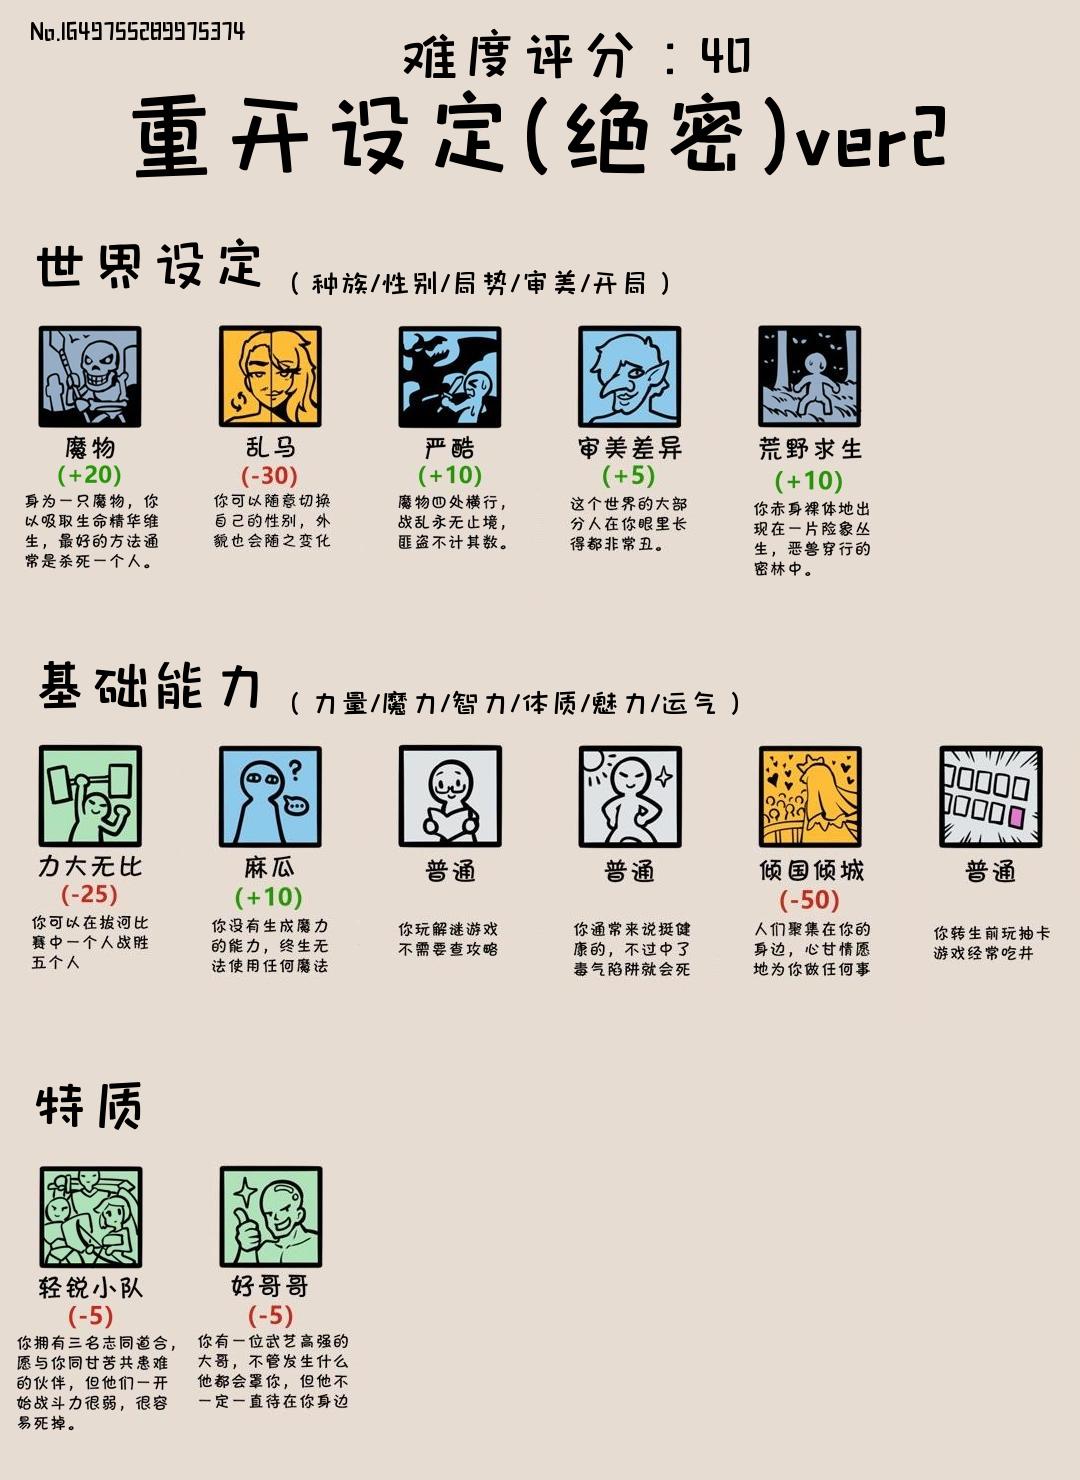 No.1649755289975374
难度评分：40
重开设定(绝密)ver2
世界设定（种族/性别/局势/审美/开局）
魔物
(+20)
身为一只魔物，你
以吸取生命精华维
生，最好的方法通
常是杀死一个人。
乱马
(-30)
你可以随意切换
自己的性别，外
貌也会随之变化
严酷
(+10)
魔物四处横行，
战乱永无止境，
匪盗不计其数。
审美差异
(+5)
这个世界的大部
分人在你眼里长
得都非常丑。
荒野求生
(+10)
你赤身裸体地出
现在一片险象丛
生，恶兽穿行的
密林中。
基础能力（力量/魔力/智力/体质/魅力/运气）
力大无比
(-25)
你可以在拔河比
赛中一个人战胜
五个人
麻瓜
(+10)
你没有生成魔力
的能力，终生无
法使用任何魔法
普通
你玩解谜游戏
不需要查攻略
普通
你通常来说挺健
康的，不过中了
毒气陷阱就会死
倾国倾城
(-50)
人们聚集在你的
身边，心甘情愿
地为你做任何事
普通
你转生前玩抽卡
游戏经常吃井
特质
轻锐小队
(-5)
你拥有三名志同道合，
愿与你同甘苦共患难
的伙伴，但他们一开
始战斗力很弱，很容
易死掉。
好哥哥
(-5)
你有一位武艺高强的
大哥，不管发生什么
他都会罩你，但他不
一定一直待在你身边